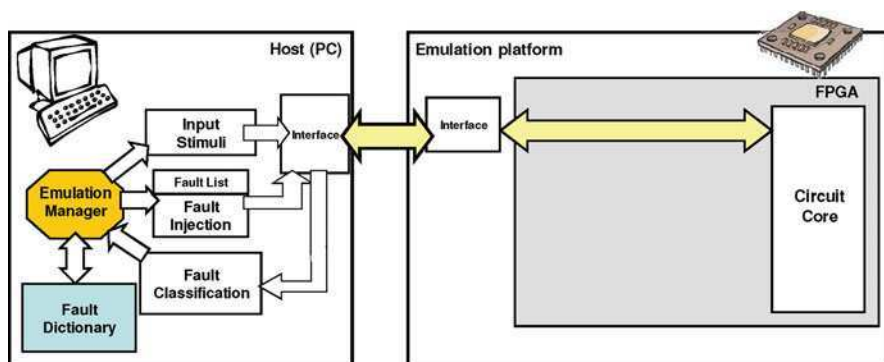 Host (PC)
Emulation platform
FPGA
Input
Stimuli
Interface
Interface
Fault List
Fault
Injection
Emulation
Manager
Circuit
Core
Fault
Classification
Fault
Dictionary